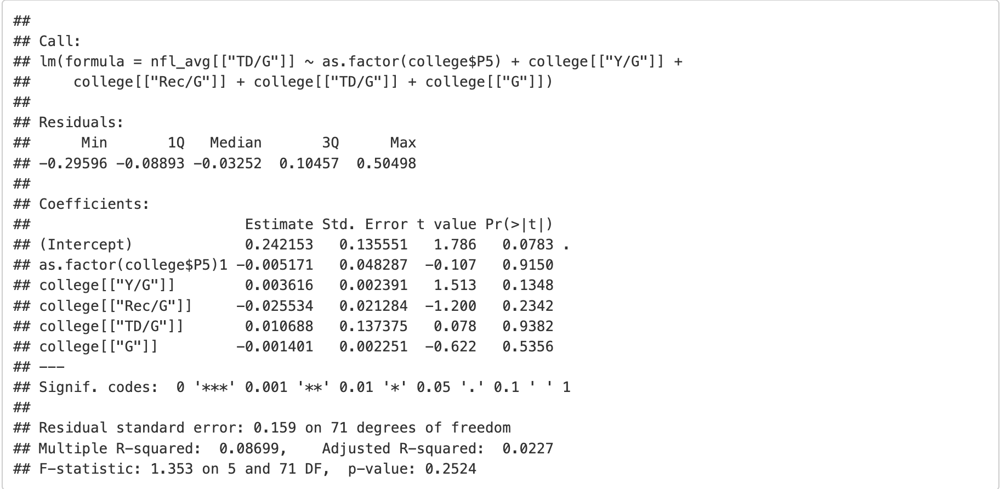 ##
## Call:
## lm(formula = nfl_avg[["TD/G"]] ~ as.factor(college$P5) + college[["Y/G"]] +
##     college[["Rec/G"]] + college[["TD/G"]] + college[["G"]])
##
## Residuals:
##      Min       1Q   Median       3Q      Max
## -0.29596 -0.08893 -0.03252  0.10457  0.50498
##
## Coefficients:
##                         Estimate Std. Error t value Pr(>|t|)
## (Intercept)             0.242153   0.135551   1.786   0.0783 .
## as.factor(college$P5)1 -0.005171   0.048287  -0.107   0.9150
## college[["Y/G"]]        0.003616   0.002391   1.513   0.1348
## college[["Rec/G"]]     -0.025534   0.021284  -1.200   0.2342
## college[["TD/G"]]       0.010688   0.137375   0.078   0.9382
## college[["G"]]         -0.001401   0.002251  -0.622   0.5356
## ---
## Signif. codes:  0 '***' 0.001 '**' 0.01 '*' 0.05 '.' 0.1 ' ' 1
##
## Residual standard error: 0.159 on 71 degrees of freedom
## Multiple R-squared:  0.08699,    Adjusted R-squared:  0.0227
## F-statistic: 1.353 on 5 and 71 DF,  p-value: 0.2524